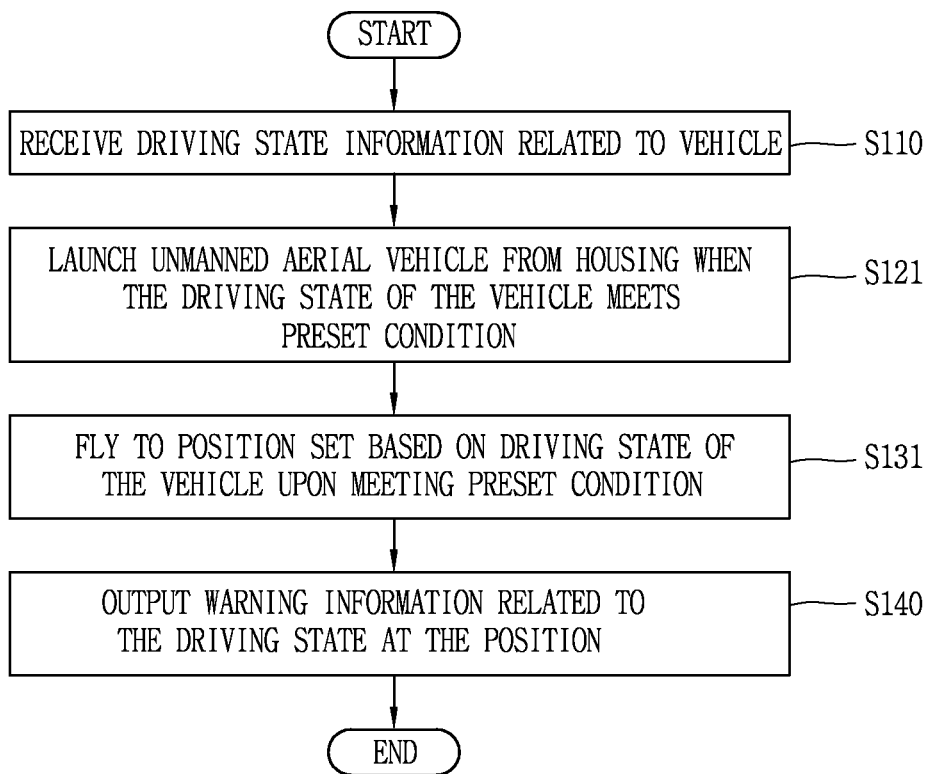 START
RECEIVE DRIVING STATE INFORMATION RELATED TO VEHICLE
S110
LAUNCH UNMANNED AERIAL VEHICLE FROM HOUSING WHEN
THE DRIVING STATE OF THE VEHICLE MEETS
PRESET CONDITION
S121
FLY TO POSITION SET BASED ON DRIVING STATE OF
THE VEHICLE UPON MEETING PRESET CONDITION
S131
OUTPUT WARNING INFORMATION RELATED TO
THE DRIVING STATE AT THE POSITION
S140
END